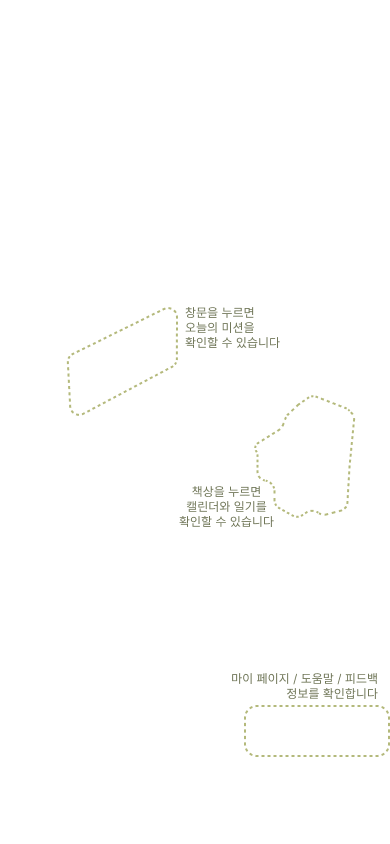 창문을 누르면
오늘의 미션을
확인할 수 있습니다
책상을 누르면
캘린더와 일기를
확인할 수 있습니다
마이 페이지 / 도움말 / 피드백
정보를 확인합니다